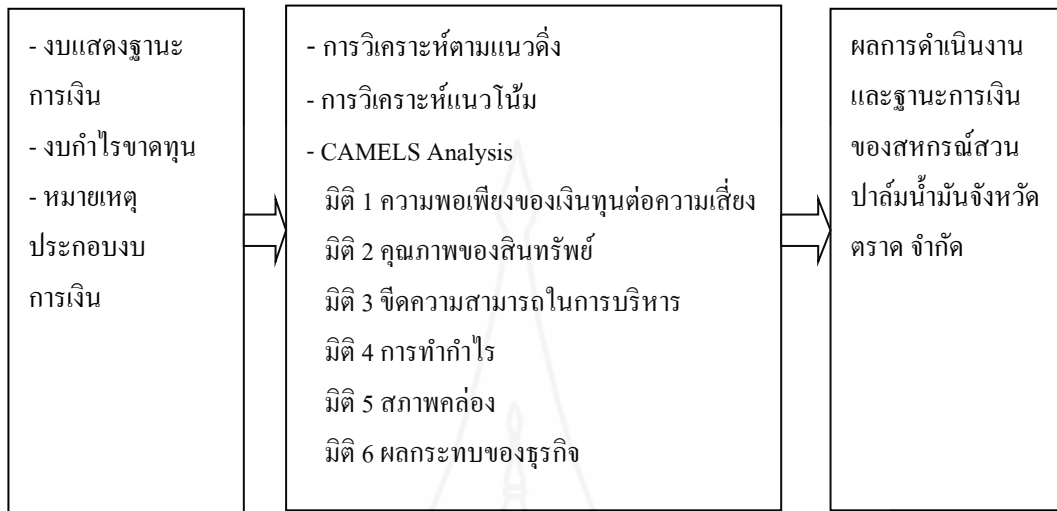 - งบแสดงฐานะ
การเงิน
- งบกำไรขาดทุน
- หมายเหตุ
ประกอบงบ
การเงิน
- การวิเคราะห์ตามแนวดิ่ง
- การวิเคราะห์แนวโน้ม
- CAMELS Analysis
มิติ 1 ความพอเพียงของเงินทุนต่อความเสี่ยง
มิติ 2 คุณภาพของสินทรัพย์
มิติ 3 ขีดความสามารถในการบริหาร
มิติ 4 การทำกำไร
มิติ 5 สภาพคล่อง
มิติ 6 ผลกระทบของธุรกิจ
ผลการดำเนินงาน
และฐานะการเงิน
ของสหกรณ์สวน
ปาล์มน้ำมันจังหวัด
ตราด จำกัด